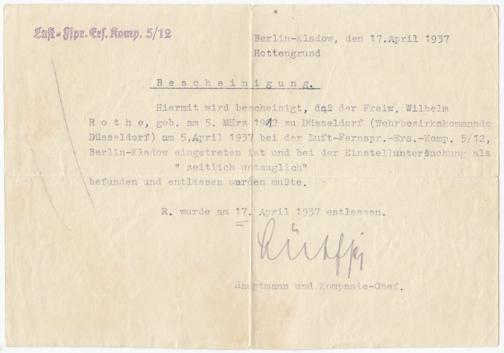 Luft-Fspr. Ers. Komp. 5/12
Berlin-Kladow, den 17.April 1937
Hottengrund
Bescheinigung.
Hiermit wird bescheinigt, daß der Freiw. Wilhelm
Rothe, geb. am 5. März 1912 zu Düsseldorf (Wehrbezirkskommando
Düsseldorf) am 5.April 1937 bei der Luft-Fernspr.-Ers.-Komp. 5/12,
Berlin-Kladow eingetreten ist und bei der Einstelluntersuchung als
" zeitlich untauglich"
befunden und entlassen werden mußte.
R. wurde am 17. April 1937 entlassen.
Hauptmann und Kompanie-Chef.